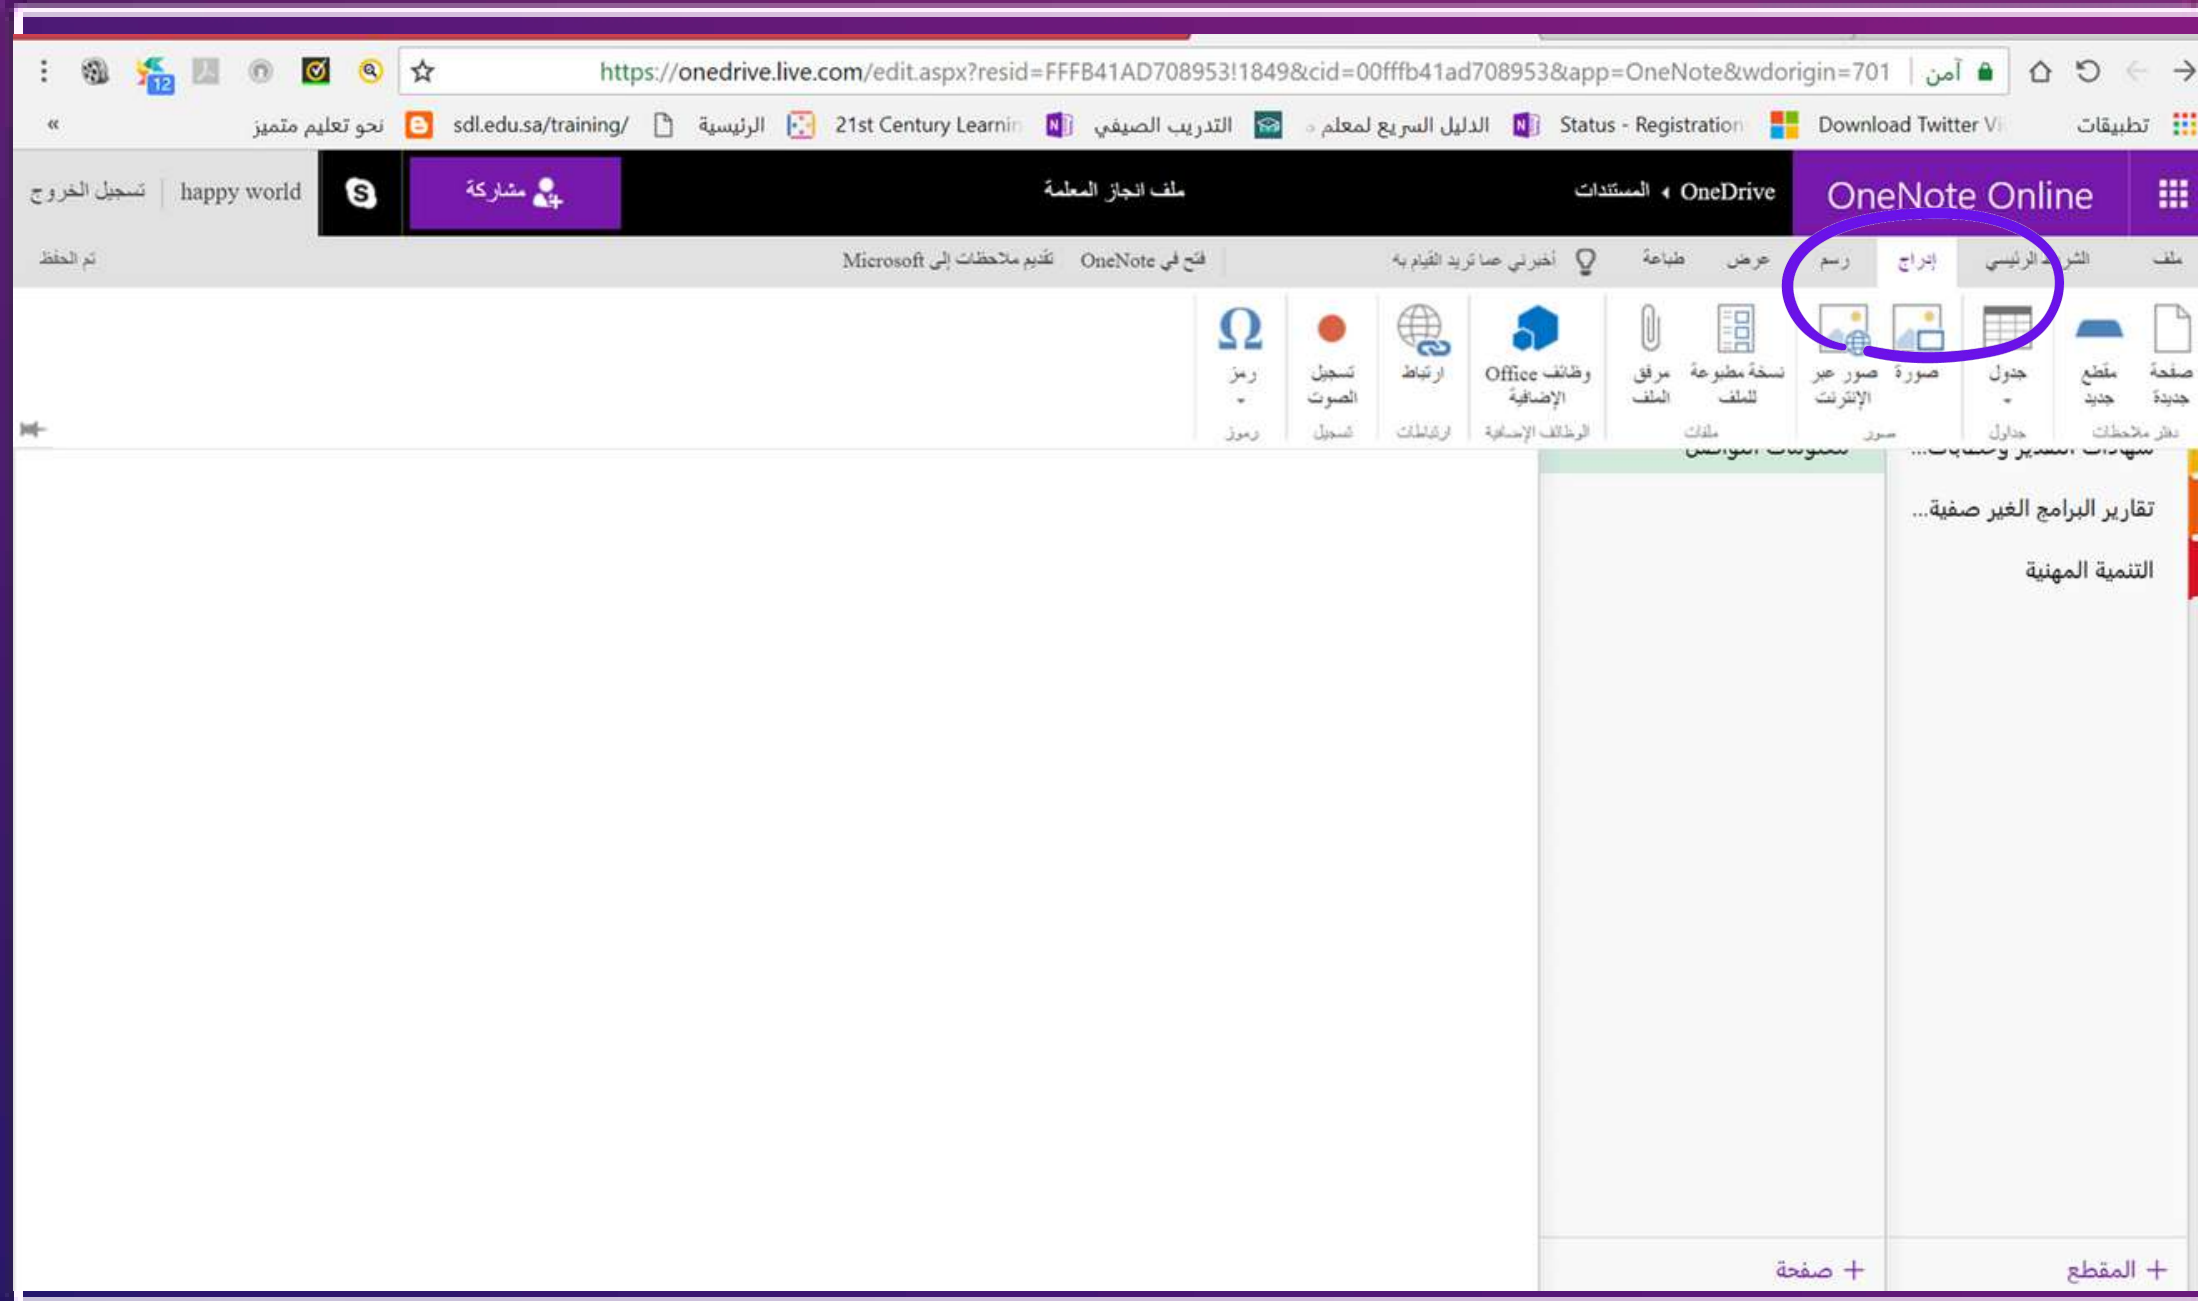 https://onedrive.live.com/edit.aspx?resid=FFFB41AD708953!1849&cid=00fffb41ad708953&app=OneNote&wdorigin=701 آمن
تطبيقات Download Twitter Vi Status - Registration الدليل السريع لمعلم التدريب الصيفي 21st Century Learnin الرئيسية sdl.edu.sa/training/ نحو تعليم متميز »
12
OneNote Online OneDrive المستندات ملف انجاز المعلمة مشاركة happy world تسجيل الخروج
ملف الرئيسي إدراج رسم عرض طباعة أخبرني عما تريد القيام به فتح في OneNote تقديم ملاحظات إلى Microsoft تم الحفظ
صفحة جديدة مقطع جديد جدول صورة صور عبر الإنترنت نسخة مطبوعة للملف مرفق الملف وظائف Office الإضافية ارتباط تسجيل الصوت رمز
دفتر ملاحظات جداول صور ملفات الوظائف الإضافية ارتباطات تسجيل رموز
معلومات التواصل
تقارير البرامج الغير صفية...
التنمية المهنية
+ المقطع + صفحة